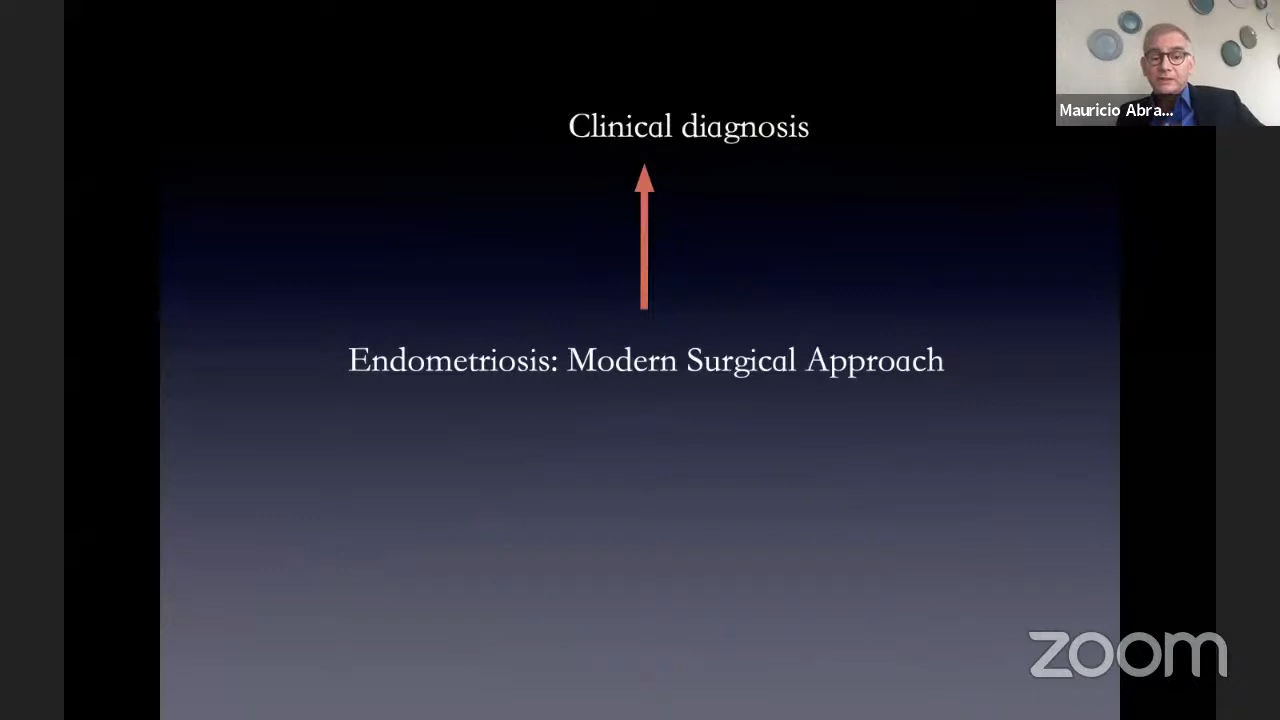 Clinical diagnosis
Mauricio Abra...
Endometriosis: Modern Surgical Approach
zoom